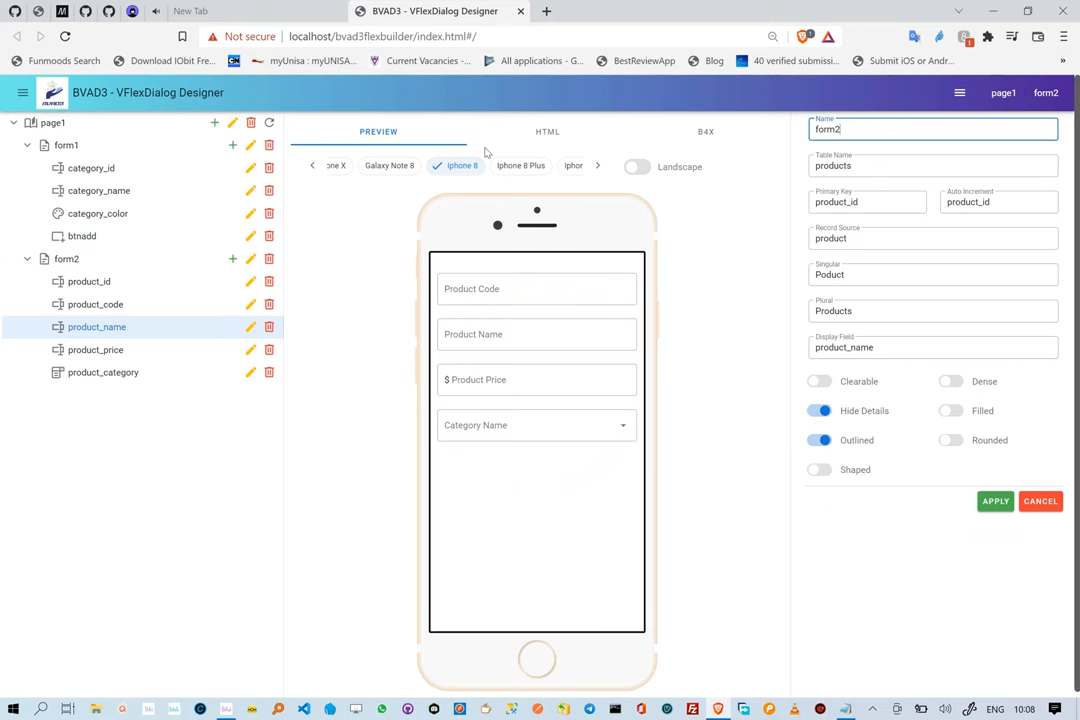 New Tab
BVAD3 - VFlexDialog Designer
Not secure
localhost/bvad3flexbuilder/index.html#/
Funmoods Search
Download IObit Fre...
myUnisa : myUNISA...
Current Vacancies –...
All applications - G...
BestReviewApp
Blog
40 verified submissi...
Submit iOS or Andr...
BVAD3 - VFlexDialog Designer
page1
form2
page1
form1
category_id
category_name
category_color
btnadd
form2
product_id
product_code
product_name
product_price
product_category
PREVIEW
HTML
B4X
one X
Galaxy Note 8
Iphone 8
Iphone 8 Plus
Iphor
Landscape
Product Code
Product Name
$ Product Price
Category Name
Name
form2
Table Name
products
Primary Key
product_id
Auto Increment
product_id
Record Source
product
Singular
Poduct
Plural
Products
Display Field
product_name
Clearable
Dense
Hide Details
Filled
Outlined
Rounded
Shaped
APPLY
CANCEL
ENG
10:08